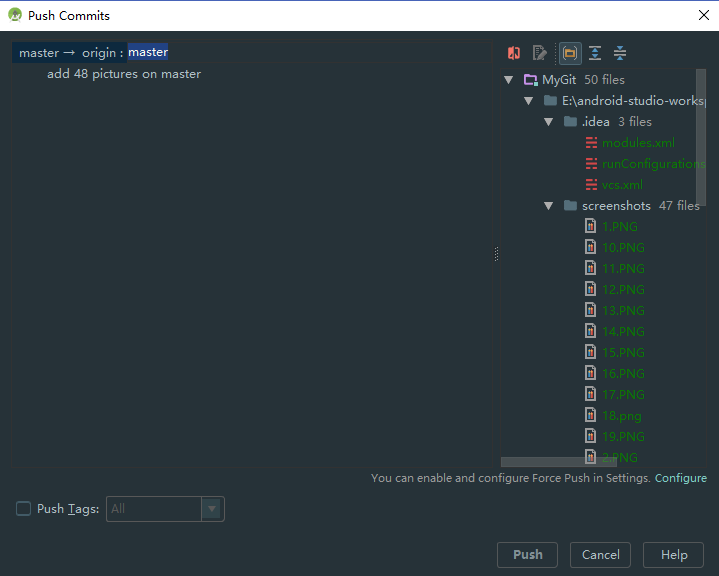 Push Commits
master → origin : master
add 48 pictures on master
MyGit 50 files
E:\android-studio-works
.idea 3 files
modules.xml
runConfigurations
vcs.xml
screenshots 47 files
1.PNG
10.PNG
11.PNG
12.PNG
13.PNG
14.PNG
15.PNG
16.PNG
17.PNG
18.png
19.PNG
2.PNG
You can enable and configure Force Push in Settings. Configure
Push Tags: All
Push Cancel Help